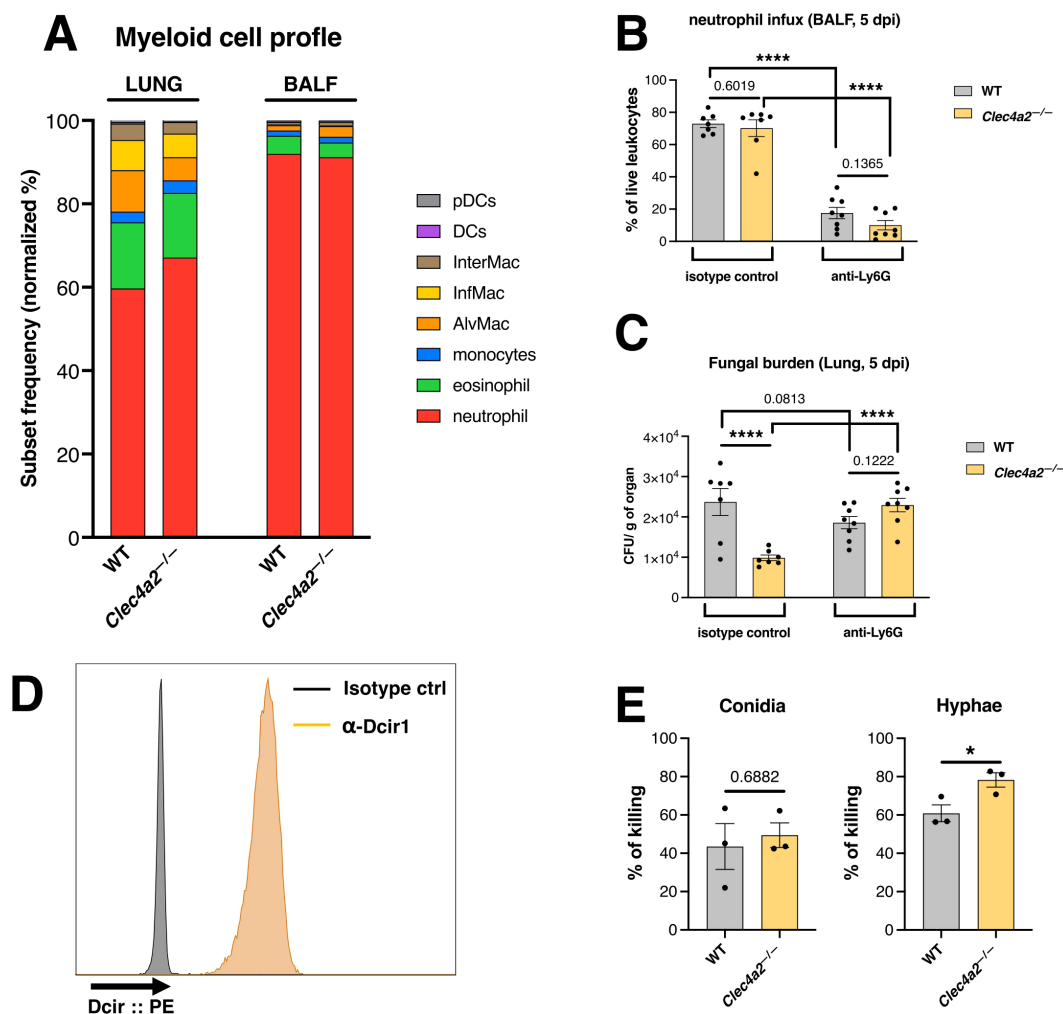 A
Myeloid cell profle
LUNG
BALF
Subset frequency (normalized %)
100
80
60
40
20
0
WT
Clec4a2−/−
WT
Clec4a2−/−
pDCs
DCs
InterMac
InfMac
AlvMac
monocytes
eosinophil
neutrophil
B
neutrophil infux (BALF, 5 dpi)
% of live leukocytes
100
80
60
40
20
0
****
0.6019
****
0.1365
isotype control
anti-Ly6G
WT
Clec4a2−/−
C
Fungal burden (Lung, 5 dpi)
CFU/ g of organ
4×10⁴
3×10⁴
2×10⁴
1×10⁴
0
0.0813
****
****
0.1222
isotype control
anti-Ly6G
WT
Clec4a2−/−
D
Isotype ctrl
α-Dcir1
Dcir :: PE
E
Conidia
% of killing
100
80
60
40
20
0
0.6882
WT
Clec4a2−/−
Hyphae
% of killing
100
80
60
40
20
0
*
WT
Clec4a2−/−